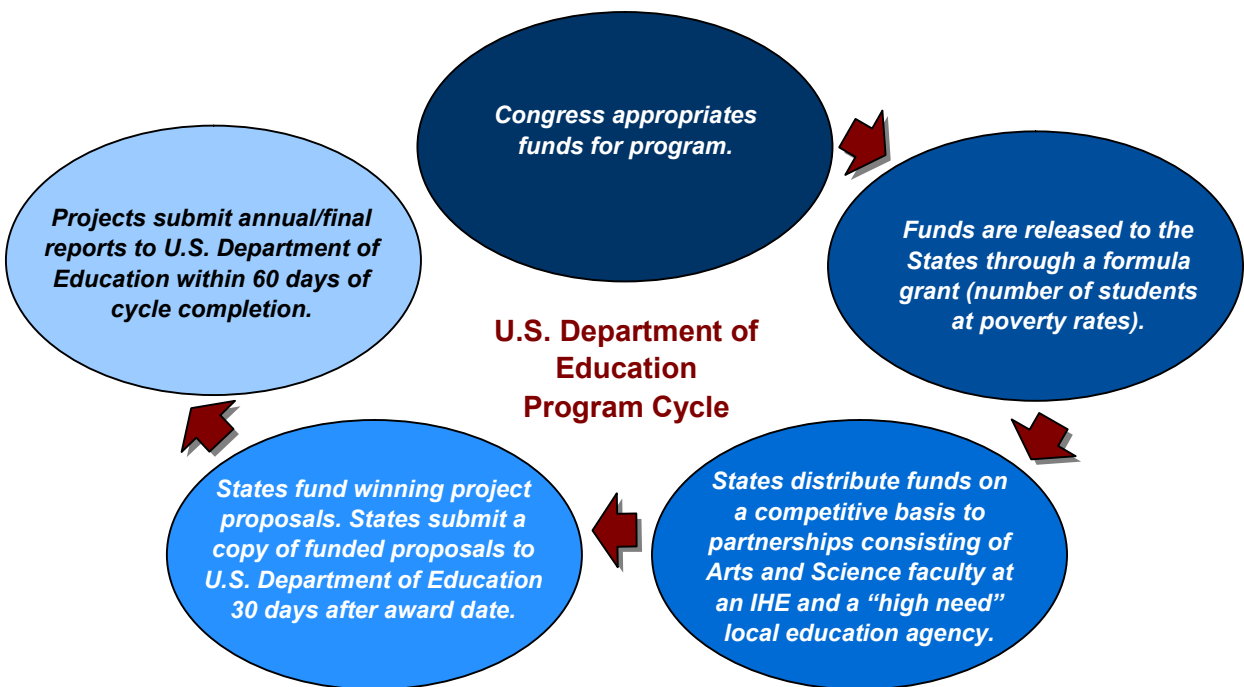 Congress appropriates
funds for program.
Funds are released to the
States through a formula
grant (number of students
at poverty rates).
States distribute funds on
a competitive basis to
partnerships consisting of
Arts and Science faculty at
an IHE and a “high need”
local education agency.
States fund winning project
proposals. States submit a
copy of funded proposals to
U.S. Department of Education
30 days after award date.
Projects submit annual/final
reports to U.S. Department of
Education within 60 days of
cycle completion.
U.S. Department of
Education
Program Cycle